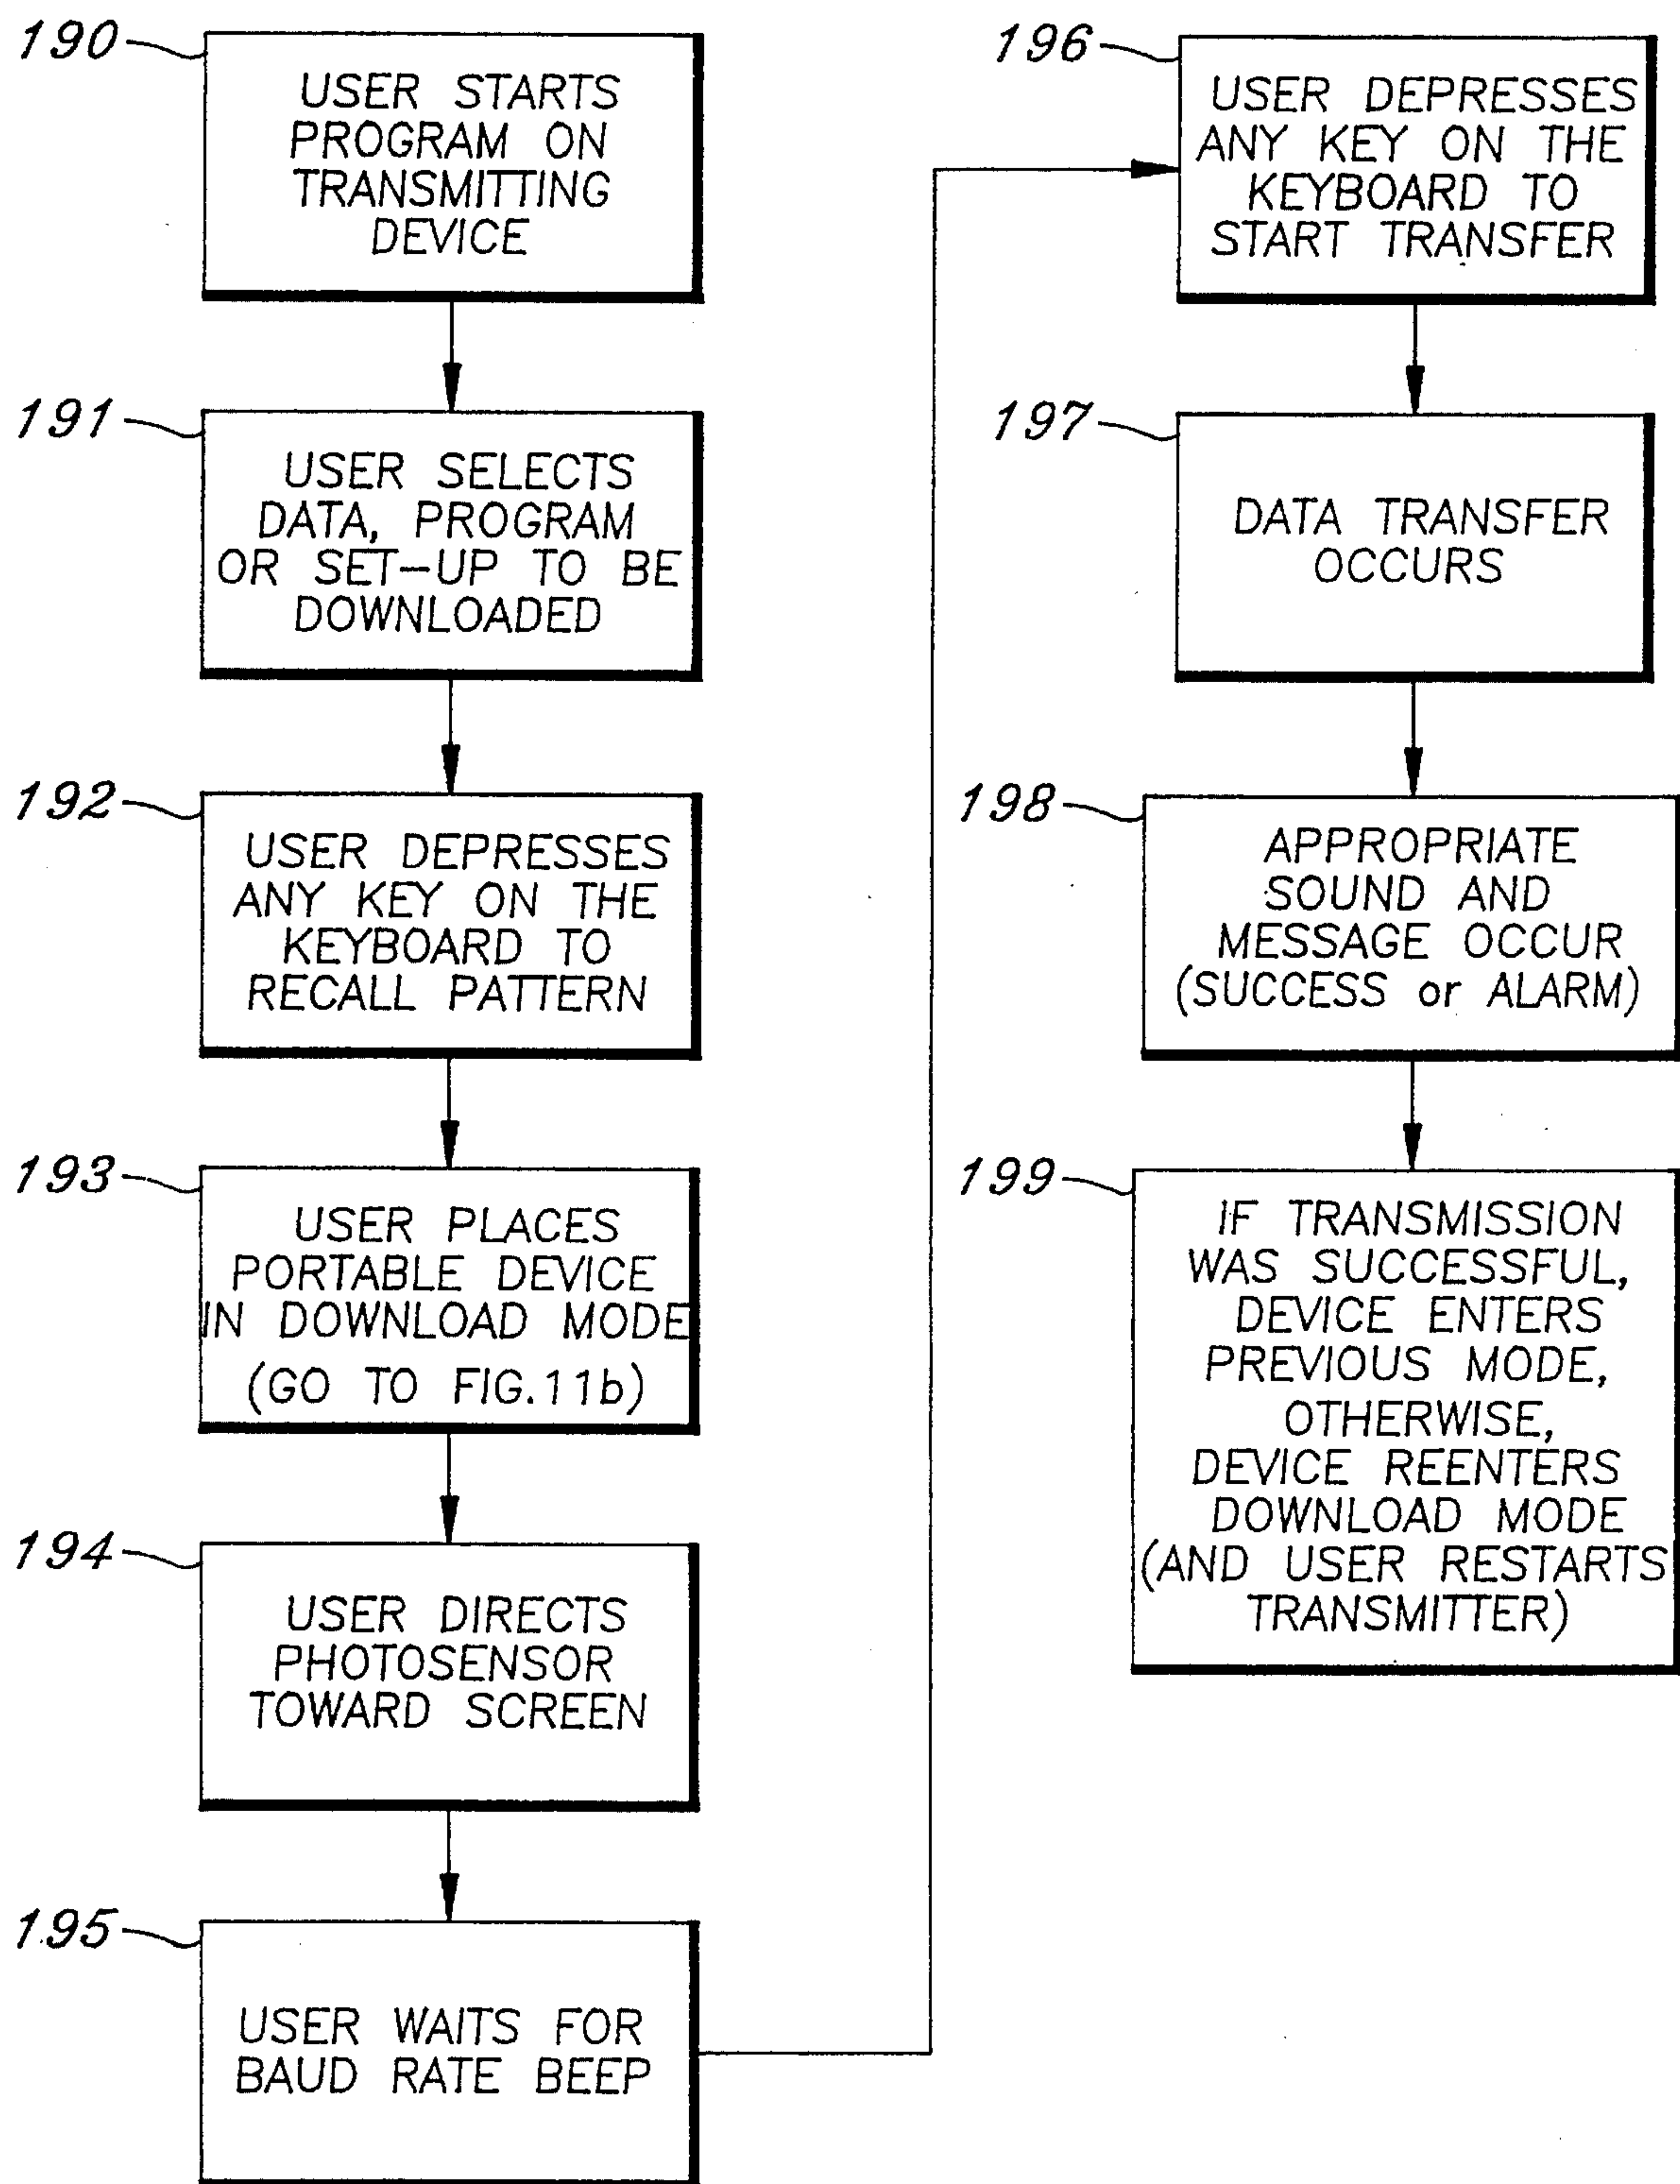 190
USER STARTS
PROGRAM ON
TRANSMITTING
DEVICE
191
USER SELECTS
DATA, PROGRAM
OR SET-UP TO BE
DOWNLOADED
192
USER DEPRESSES
ANY KEY ON THE
KEYBOARD TO
RECALL PATTERN
193
USER PLACES
PORTABLE DEVICE
IN DOWNLOAD MODE
(GO TO FIG.11b)
194
USER DIRECTS
PHOTOSENSOR
TOWARD SCREEN
195
USER WAITS FOR
BAUD RATE BEEP
196
USER DEPRESSES
ANY KEY ON THE
KEYBOARD TO
START TRANSFER
197
DATA TRANSFER
OCCURS
198
APPROPRIATE
SOUND AND
MESSAGE OCCUR
(SUCCESS or ALARM)
199
IF TRANSMISSION
WAS SUCCESSFUL,
DEVICE ENTERS
PREVIOUS MODE,
OTHERWISE,
DEVICE REENTERS
DOWNLOAD MODE
(AND USER RESTARTS
TRANSMITTER)